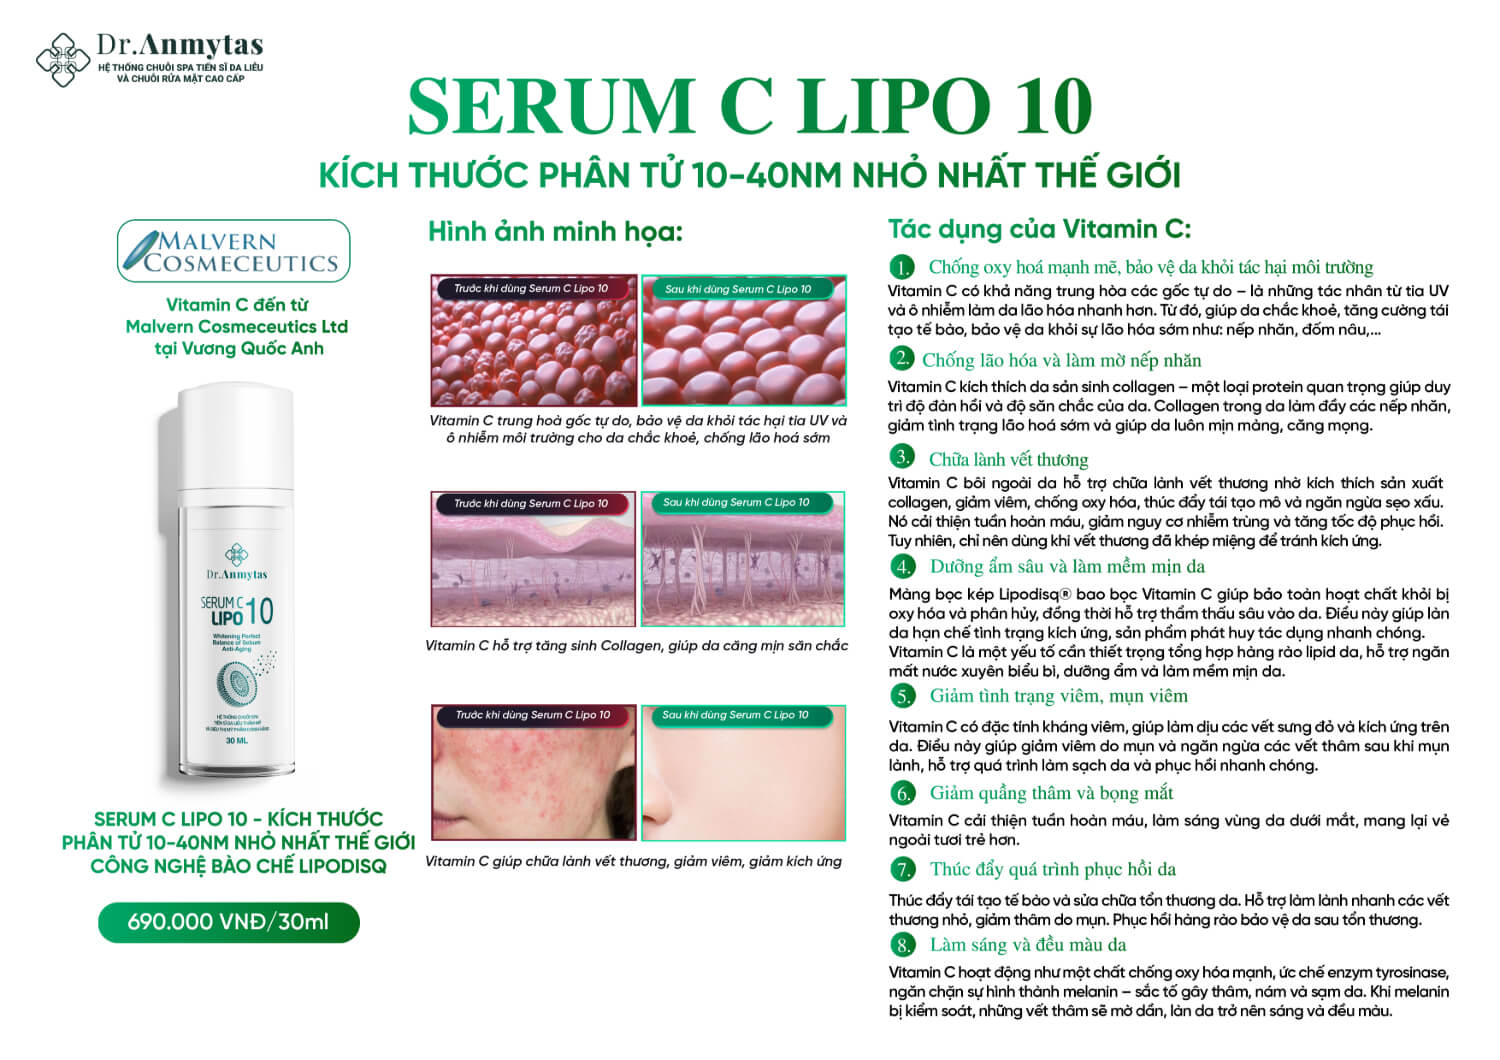 Dr.Anmytas
HỆ THỐNG CHUỖI SPA TIẾN SĨ DA LIỄU
VÀ CHUỖI RỬA MẶT CAO CẤP
SERUM C LIPO 10
KÍCH THƯỚC PHÂN TỬ 10-40NM NHỎ NHẤT THẾ GIỚI
MALVERN
COSMECEUTICS
Vitamin C đến từ
Malvern Cosmeceutics Ltd
tại Vương Quốc Anh
Dr.Anmytas
SERUM C
LIPO 10
Whitening Perfect
Balance of Sebum
Anti-Aging
HỆ THỐNG CHUỖI SPA
30 ML
SERUM C LIPO 10 - KÍCH THƯỚC
PHÂN TỬ 10-40NM NHỎ NHẤT THẾ GIỚI
CÔNG NGHỆ BÀO CHẾ LIPODISQ
690.000 VNĐ/30ml
Hình ảnh minh họa:
Trước khi dùng Serum C Lipo 10
Sau khi dùng Serum C Lipo 10
Vitamin C trung hoà gốc tự do, bảo vệ da khỏi tác hại tia UV và
ô nhiễm môi trường cho da chắc khoẻ, chống lão hoá sớm
Trước khi dùng Serum C Lipo 10
Sau khi dùng Serum C Lipo 10
Vitamin C hỗ trợ tăng sinh Collagen, giúp da căng mịn săn chắc
Trước khi dùng Serum C Lipo 10
Sau khi dùng Serum C Lipo 10
Vitamin C giúp chữa lành vết thương, giảm viêm, giảm kích ứng
Tác dụng của Vitamin C:
1. Chống oxy hoá mạnh mẽ, bảo vệ da khỏi tác hại môi trường
Vitamin C có khả năng trung hòa các gốc tự do – là những tác nhân từ tia UV
và ô nhiễm làm da lão hóa nhanh hơn. Từ đó, giúp da chắc khoẻ, tăng cường tái
tạo tế bào, bảo vệ da khỏi sự lão hóa sớm như: nếp nhăn, đốm nâu,...
2. Chống lão hóa và làm mờ nếp nhăn
Vitamin C kích thích da sản sinh collagen – một loại protein quan trọng giúp duy
trì độ đàn hồi và độ săn chắc của da. Collagen trong da làm đầy các nếp nhăn,
giảm tình trạng lão hoá sớm và giúp da luôn mịn màng, căng mọng.
3. Chữa lành vết thương
Vitamin C bôi ngoài da hỗ trợ chữa lành vết thương nhờ kích thích sản xuất
collagen, giảm viêm, chống oxy hóa, thúc đẩy tái tạo mô và ngăn ngừa sẹo xấu.
Nó cải thiện tuần hoàn máu, giảm nguy cơ nhiễm trùng và tăng tốc độ phục hồi.
Tuy nhiên, chỉ nên dùng khi vết thương đã khép miệng để tránh kích ứng.
4. Dưỡng ẩm sâu và làm mềm mịn da
Màng bọc kép Lipodisq® bao bọc Vitamin C giúp bảo toàn hoạt chất khỏi bị
oxy hóa và phân hủy, đồng thời hỗ trợ thẩm thấu sâu vào da. Điều này giúp làn
da hạn chế tình trạng kích ứng, sản phẩm phát huy tác dụng nhanh chóng.
Vitamin C là một yếu tố cần thiết trọng tổng hợp hàng rào lipid da, hỗ trợ ngăn
mất nước xuyên biểu bì, dưỡng ẩm và làm mềm mịn da.
5. Giảm tình trạng viêm, mụn viêm
Vitamin C có đặc tính kháng viêm, giúp làm dịu các vết sưng đỏ và kích ứng trên
da. Điều này giúp giảm viêm do mụn và ngăn ngừa các vết thâm sau khi mụn
lành, hỗ trợ quá trình làm sạch da và phục hồi nhanh chóng.
6. Giảm quầng thâm và bọng mắt
Vitamin C cải thiện tuần hoàn máu, làm sáng vùng da dưới mắt, mang lại vẻ
ngoài tươi trẻ hơn.
7. Thúc đẩy quá trình phục hồi da
Thúc đẩy tái tạo tế bào và sửa chữa tổn thương da. Hỗ trợ làm lành nhanh các vết
thương nhỏ, giảm thâm do mụn. Phục hồi hàng rào bảo vệ da sau tổn thương.
8. Làm sáng và đều màu da
Vitamin C hoạt động như một chất chống oxy hóa mạnh, ức chế enzym tyrosinase,
ngăn chặn sự hình thành melanin – sắc tố gây thâm, nám và sạm da. Khi melanin
bị kiểm soát, những vết thâm sẽ mờ dần, làn da trở nên sáng và đều màu.